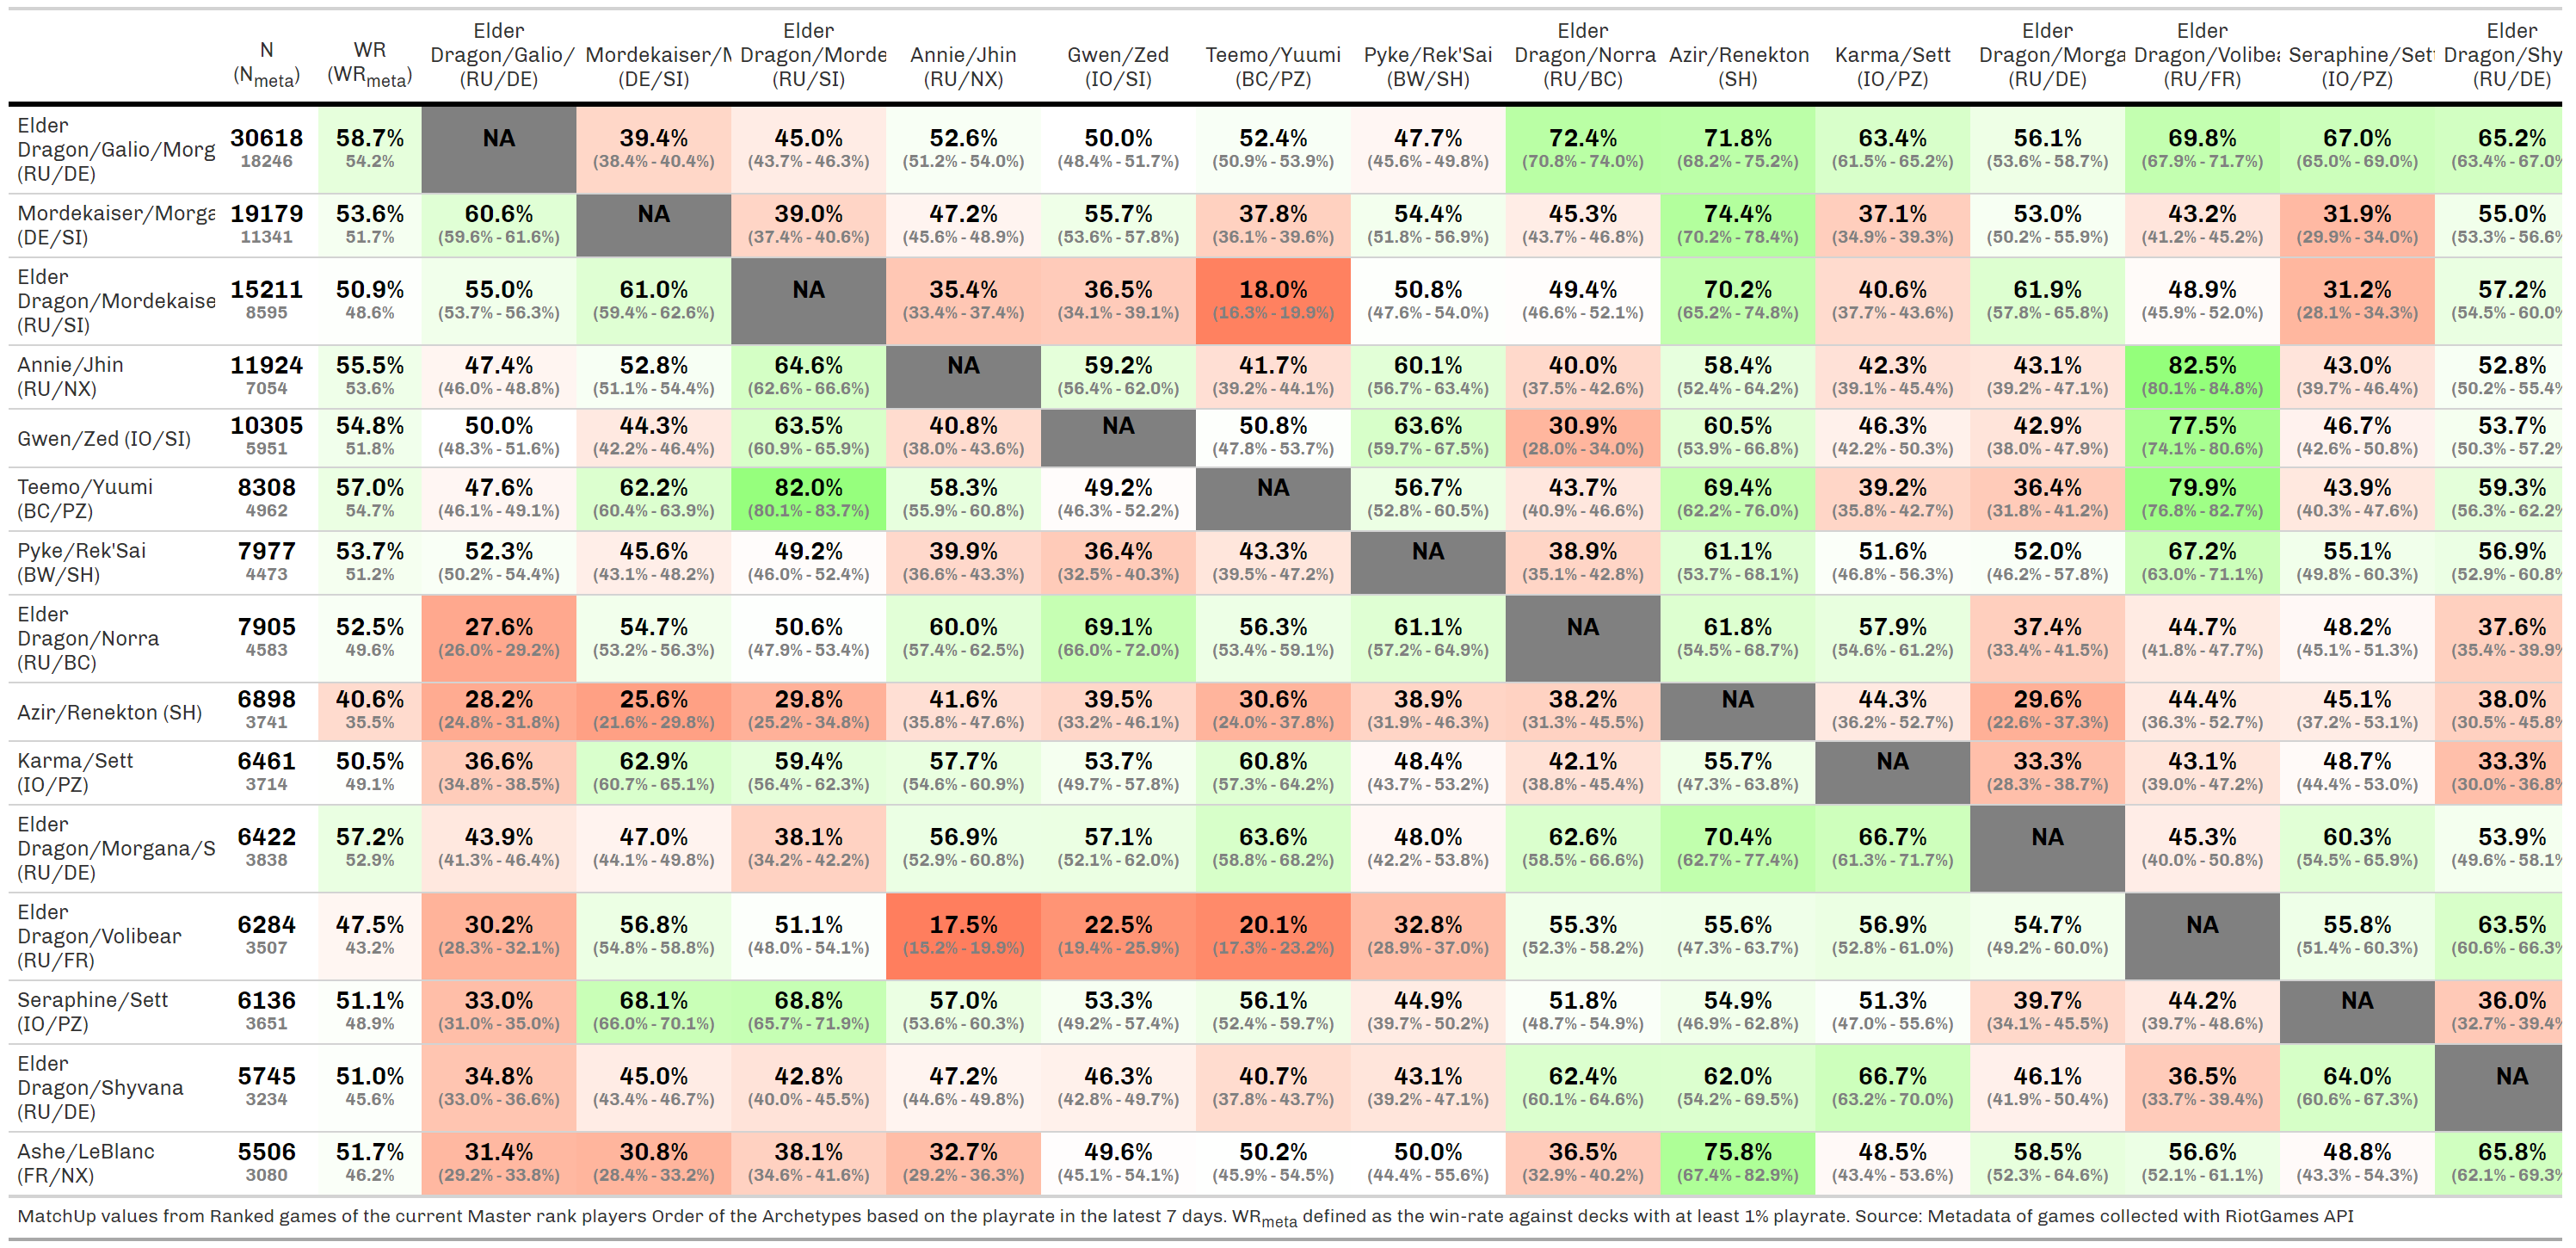 N WR Elder Elder Elder Elder Elder Elder
(Nmeta) (WRmeta) Dragon/Galio/ Mordekaiser/M Dragon/Morde Annie/Jhin Gwen/Zed Teemo/Yuumi Pyke/Rek'Sai Dragon/Norra Azir/Renekton Karma/Sett Dragon/Morga Dragon/Volibea Seraphine/Sett Dragon/Shy
(RU/DE) (DE/SI) (RU/SI) (RU/NX) (IO/SI) (BC/PZ) (BW/SH) (RU/BC) (SH) (IO/PZ) (RU/DE) (RU/FR) (IO/PZ) (RU/DE)
Elder
Dragon/Galio/Morg
(RU/DE)
30618 58.7% NA 39.4% 45.0% 52.6% 50.0% 52.4% 47.7% 72.4% 71.8% 63.4% 56.1% 69.8% 67.0% 65.2%
18246 54.2% (38.4% - 40.4%) (43.7% - 46.3%) (51.2% - 54.0%) (48.4% - 51.7%) (50.9% - 53.9%) (45.6% - 49.8%) (70.8% - 74.0%) (68.2% - 75.2%) (61.5% - 65.2%) (53.6% - 58.7%) (67.9% - 71.7%) (65.0% - 69.0%) (63.4% - 67.0%
Mordekaiser/Morga
(DE/SI)
19179 53.6% 60.6% NA 39.0% 47.2% 55.7% 37.8% 54.4% 45.3% 74.4% 37.1% 53.0% 43.2% 31.9% 55.0%
11341 51.7% (59.6% - 61.6%) (37.4% - 40.6%) (45.6% - 48.9%) (53.6% - 57.8%) (36.1% - 39.6%) (51.8% - 56.9%) (43.7% - 46.8%) (70.2% - 78.4%) (34.9% - 39.3%) (50.2% - 55.9%) (41.2% - 45.2%) (29.9% - 34.0%) (53.3% - 56.6%
Elder
Dragon/Mordekaise
(RU/SI)
15211 50.9% 55.0% 61.0% NA 35.4% 36.5% 18.0% 50.8% 49.4% 70.2% 40.6% 61.9% 48.9% 31.2% 57.2%
8595 48.6% (53.7% - 56.3%) (59.4% - 62.6%) (33.4% - 37.4%) (34.1% - 39.1%) (16.3% - 19.9%) (47.6% - 54.0%) (46.6% - 52.1%) (65.2% - 74.8%) (37.7% - 43.6%) (57.8% - 65.8%) (45.9% - 52.0%) (28.1% - 34.3%) (54.5% - 60.0%
Annie/Jhin
(RU/NX)
11924 55.5% 47.4% 52.8% 64.6% NA 59.2% 41.7% 60.1% 40.0% 58.4% 42.3% 43.1% 82.5% 43.0% 52.8%
7054 53.6% (46.0% - 48.8%) (51.1% - 54.4%) (62.6% - 66.6%) (56.4% - 62.0%) (39.2% - 44.1%) (56.7% - 63.4%) (37.5% - 42.6%) (52.4% - 64.2%) (39.1% - 45.4%) (39.2% - 47.1%) (80.1% - 84.8%) (39.7% - 46.4%) (50.2% - 55.4%
Gwen/Zed (IO/SI)
10305 54.8% 50.0% 44.3% 63.5% 40.8% NA 50.8% 63.6% 30.9% 60.5% 46.3% 42.9% 77.5% 46.7% 53.7%
5951 51.8% (48.3% - 51.6%) (42.2% - 46.4%) (60.9% - 65.9%) (38.0% - 43.6%) (47.8% - 53.7%) (59.7% - 67.5%) (28.0% - 34.0%) (53.9% - 66.8%) (42.2% - 50.3%) (38.0% - 47.9%) (74.1% - 80.6%) (42.6% - 50.8%) (50.3% - 57.2%
Teemo/Yuumi
(BC/PZ)
8308 57.0% 47.6% 62.2% 82.0% 58.3% 49.2% NA 56.7% 43.7% 69.4% 39.2% 36.4% 79.9% 43.9% 59.3%
4962 54.7% (46.1% - 49.1%) (60.4% - 63.9%) (80.1% - 83.7%) (55.9% - 60.8%) (46.3% - 52.2%) (52.8% - 60.5%) (40.9% - 46.6%) (62.2% - 76.0%) (35.8% - 42.7%) (31.8% - 41.2%) (76.8% - 82.7%) (40.3% - 47.6%) (56.3% - 62.2%
Pyke/Rek'Sai
(BW/SH)
7977 53.7% 52.3% 45.6% 49.2% 39.9% 36.4% 43.3% NA 38.9% 61.1% 51.6% 52.0% 67.2% 55.1% 56.9%
4473 51.2% (50.2% - 54.4%) (43.1% - 48.2%) (46.0% - 52.4%) (36.6% - 43.3%) (32.5% - 40.3%) (39.5% - 47.2%) (35.1% - 42.8%) (53.7% - 68.1%) (46.8% - 56.3%) (46.2% - 57.8%) (63.0% - 71.1%) (49.8% - 60.3%) (52.9% - 60.8%
Elder
Dragon/Norra
(RU/BC)
7905 52.5% 27.6% 54.7% 50.6% 60.0% 69.1% 56.3% 61.1% NA 61.8% 57.9% 37.4% 44.7% 48.2% 37.6%
4583 49.6% (26.0% - 29.2%) (53.2% - 56.3%) (47.9% - 53.4%) (57.4% - 62.5%) (66.0% - 72.0%) (53.4% - 59.1%) (57.2% - 64.9%) (54.5% - 68.7%) (54.6% - 61.2%) (33.4% - 41.5%) (41.8% - 47.7%) (45.1% - 51.3%) (35.4% - 39.9%
Azir/Renekton (SH)
6898 40.6% 28.2% 25.6% 29.8% 41.6% 39.5% 30.6% 38.9% 38.2% NA 44.3% 29.6% 44.4% 45.1% 38.0%
3741 35.5% (24.8% - 31.8%) (21.6% - 29.8%) (25.2% - 34.8%) (35.8% - 47.6%) (33.2% - 46.1%) (24.0% - 37.8%) (31.9% - 46.3%) (31.3% - 45.5%) (36.2% - 52.7%) (22.6% - 37.3%) (36.3% - 52.7%) (37.2% - 53.1%) (30.5% - 45.8%
Karma/Sett
(IO/PZ)
6461 50.5% 36.6% 62.9% 59.4% 57.7% 53.7% 60.8% 48.4% 42.1% 55.7% NA 33.3% 43.1% 48.7% 33.3%
3714 49.1% (34.8% - 38.5%) (60.7% - 65.1%) (56.4% - 62.3%) (54.6% - 60.9%) (49.7% - 57.8%) (57.3% - 64.2%) (43.7% - 53.2%) (38.8% - 45.4%) (47.3% - 63.8%) (28.3% - 38.7%) (39.0% - 47.2%) (44.4% - 53.0%) (30.0% - 36.8%
Elder
Dragon/Morgana/S
(RU/DE)
6422 57.2% 43.9% 47.0% 38.1% 56.9% 57.1% 63.6% 48.0% 62.6% 70.4% 66.7% NA 45.3% 60.3% 53.9%
3838 52.9% (41.3% - 46.4%) (44.1% - 49.8%) (34.2% - 42.2%) (52.9% - 60.8%) (52.1% - 62.0%) (58.8% - 68.2%) (42.2% - 53.8%) (58.5% - 66.6%) (62.7% - 77.4%) (61.3% - 71.7%) (40.0% - 50.8%) (54.5% - 65.9%) (49.6% - 58.1%
Elder
Dragon/Volibear
(RU/FR)
6284 47.5% 30.2% 56.8% 51.1% 17.5% 22.5% 20.1% 32.8% 55.3% 55.6% 56.9% 54.7% NA 55.8% 63.5%
3507 43.2% (28.3% - 32.1%) (54.8% - 58.8%) (48.0% - 54.1%) (15.2% - 19.9%) (19.4% - 25.9%) (17.3% - 23.2%) (28.9% - 37.0%) (52.3% - 58.2%) (47.3% - 63.7%) (52.8% - 61.0%) (49.2% - 60.0%) (51.4% - 60.3%) (60.6% - 66.3%
Seraphine/Sett
(IO/PZ)
6136 51.1% 33.0% 68.1% 68.8% 57.0% 53.3% 56.1% 44.9% 51.8% 54.9% 51.3% 39.7% 44.2% NA 36.0%
3651 48.9% (31.0% - 35.0%) (66.0% - 70.1%) (65.7% - 71.9%) (53.6% - 60.3%) (49.2% - 57.4%) (52.4% - 59.7%) (39.7% - 50.2%) (48.7% - 54.9%) (46.9% - 62.8%) (47.0% - 55.6%) (34.1% - 45.5%) (39.7% - 48.6%) (32.7% - 39.4%
Elder
Dragon/Shyvana
(RU/DE)
5745 51.0% 34.8% 45.0% 42.8% 47.2% 46.3% 40.7% 43.1% 62.4% 62.0% 66.7% 46.1% 36.5% 64.0% NA
3234 45.6% (33.0% - 36.6%) (43.4% - 46.7%) (40.0% - 45.5%) (44.6% - 49.8%) (42.8% - 49.7%) (37.8% - 43.7%) (39.2% - 47.1%) (60.1% - 64.6%) (54.2% - 69.5%) (63.2% - 70.0%) (41.9% - 50.4%) (33.7% - 39.4%) (60.6% - 67.3%)
Ashe/LeBlanc
(FR/NX)
5506 51.7% 31.4% 30.8% 38.1% 32.7% 49.6% 50.2% 50.0% 36.5% 75.8% 48.5% 58.5% 56.6% 48.8% 65.8%
3080 46.2% (29.2% - 33.8%) (28.4% - 33.2%) (34.6% - 41.6%) (29.2% - 36.3%) (45.1% - 54.1%) (45.9% - 54.5%) (44.4% - 55.6%) (32.9% - 40.2%) (67.4% - 82.9%) (43.4% - 53.6%) (52.3% - 64.6%) (52.1% - 61.1%) (43.3% - 54.3%) (62.1% - 69.3%
MatchUp values from Ranked games of the current Master rank players Order of the Archetypes based on the playrate in the latest 7 days. WRmeta defined as the win-rate against decks with at least 1% playrate. Source: Metadata of games collected with RiotGames API